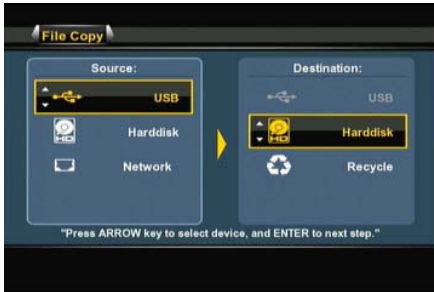 File Copy
Source:
USB
Harddisk
Network
Destination:
USB
Harddisk
Recycle
"Press ARROW key to select device, and ENTER to next step."